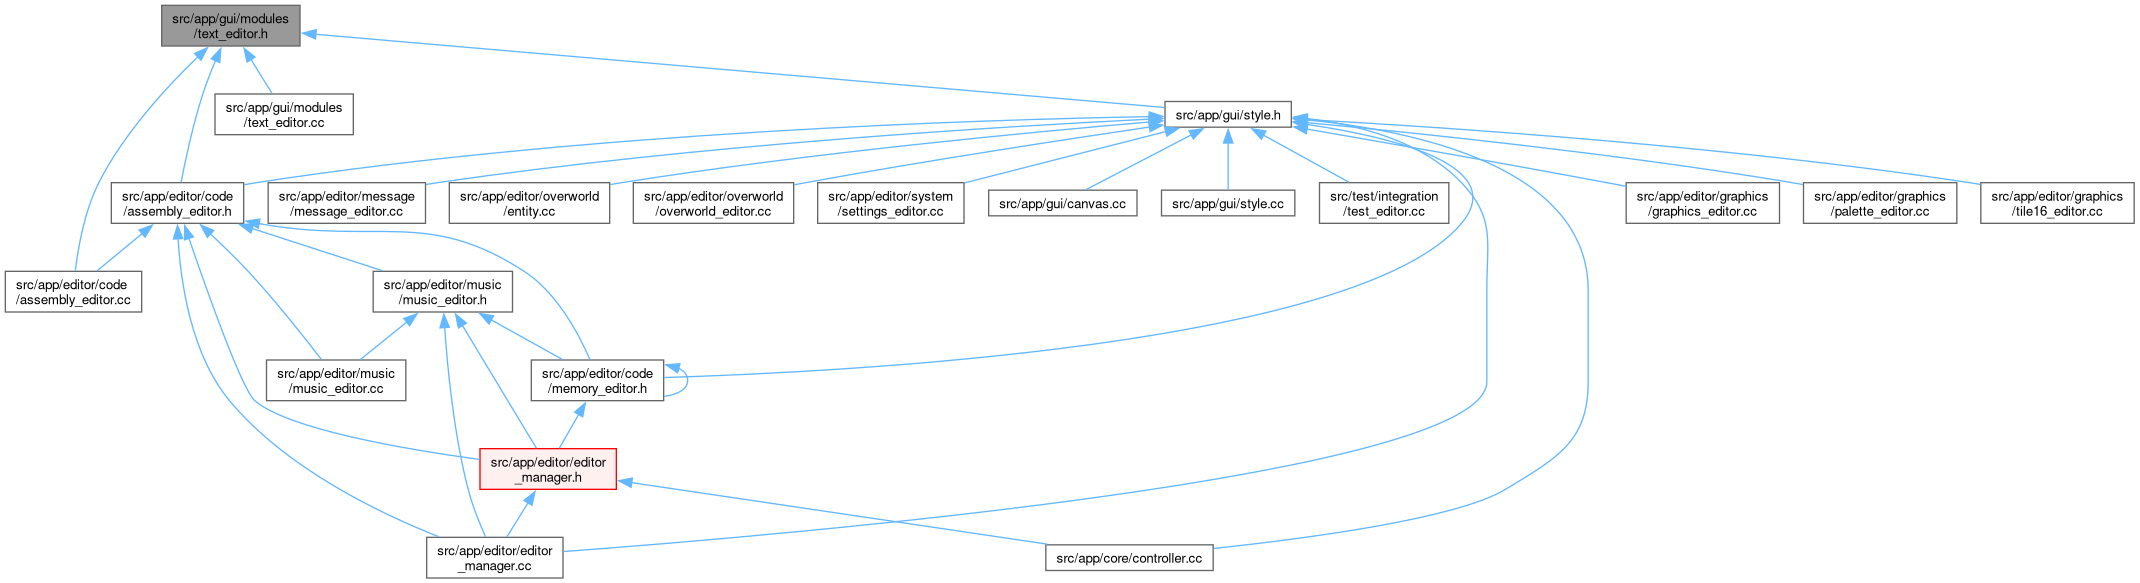 src/app/gui/modules
/text_editor.h
src/app/gui/modules
/text_editor.cc
src/app/gui/style.h
src/app/editor/code
/assembly_editor.h
src/app/editor/message
/message_editor.cc
src/app/editor/overworld
/entity.cc
src/app/editor/overworld
/overworld_editor.cc
src/app/editor/system
/settings_editor.cc
src/app/gui/canvas.cc
src/app/gui/style.cc
src/test/integration
/test_editor.cc
src/app/editor/graphics
/graphics_editor.cc
src/app/editor/graphics
/palette_editor.cc
src/app/editor/graphics
/tile16_editor.cc
src/app/editor/code
/assembly_editor.cc
src/app/editor/music
/music_editor.h
src/app/editor/music
/music_editor.cc
src/app/editor/code
/memory_editor.h
src/app/editor/editor
_manager.h
src/app/editor/editor
_manager.cc
src/app/core/controller.cc